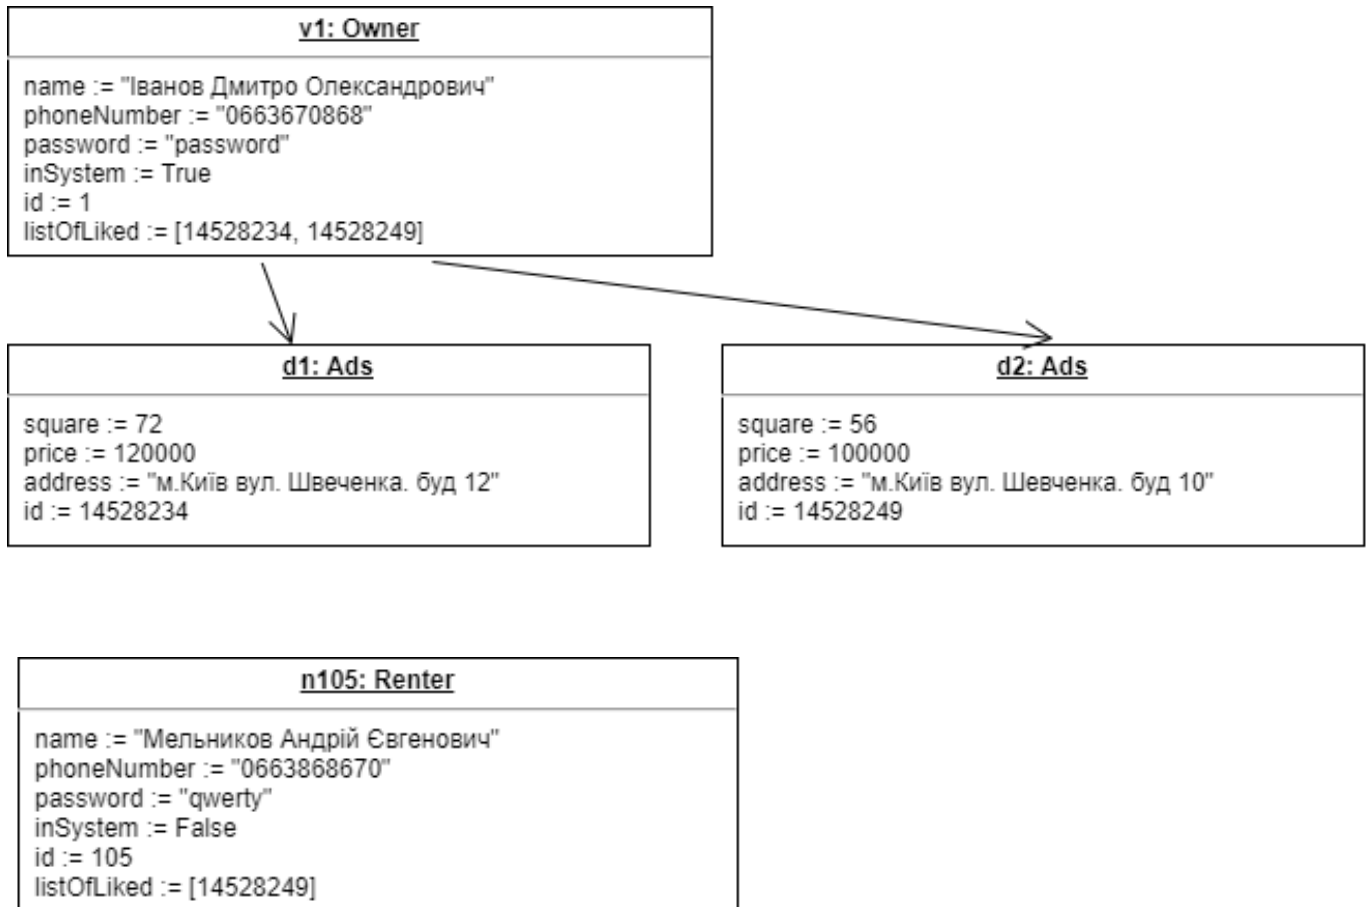 v1: Owner
name := "Іванов Дмитро Олександрович"
phoneNumber := "0663670868"
password := "password"
inSystem := True
id := 1
listOfLiked := [14528234, 14528249]
d1: Ads
square := 72
price := 120000
address := "м.Київ вул. Швеченка. буд 12"
id := 14528234
d2: Ads
square := 56
price := 100000
address := "м.Київ вул. Шевченка. буд 10"
id := 14528249
n105: Renter
name := "Мельников Андрій Євгенович"
phoneNumber := "0663868670"
password := "qwerty"
inSystem := False
id := 105
listOfLiked := [14528249]